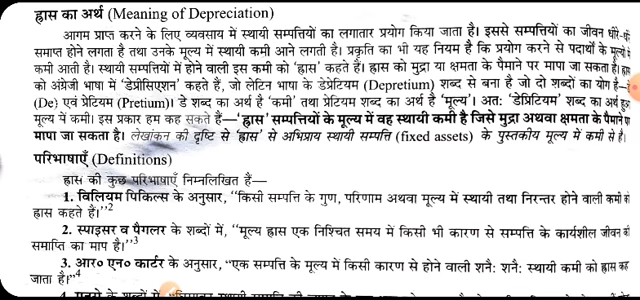 ह्रास का अर्थ (Meaning of Depreciation)
आगम प्राप्त करने के लिए व्यवसाय में स्थायी सम्पत्तियों का लगातार प्रयोग किया जाता है। इससे सम्पत्तियों का जीवन धीरे-धीरे
समाप्त होने लगता है तथा उनके मूल्य में स्थायी कमी आने लगती है। प्रकृति का भी यह नियम है कि प्रयोग करने से पदार्थों के मूल्य में
कमी आती है। स्थायी सम्पत्तियों में होने वाली इस कमी को 'ह्रास' कहते हैं। ह्रास को मुद्रा या क्षमता के पैमाने पर मापा जा सकता है। ह्रास
को अंग्रेजी भाषा में 'डेप्रीसिएशन' कहते हैं, जो लेटिन भाषा के डेप्रेटियम (Depretium) शब्द से बना है जो दो शब्दों का योग है—
(De) एवं प्रेटियम (Pretium)। डे शब्द का अर्थ है 'कमी' तथा प्रेटियम शब्द का अर्थ है 'मूल्य'। अतः 'डेप्रिटियम' शब्द का अर्थ हुआ
मूल्य में कमी। इस प्रकार हम कह सकते हैं—'ह्रास' सम्पत्तियों के मूल्य में वह स्थायी कमी है जिसे मुद्रा अथवा क्षमता के पैमाने पर
मापा जा सकता है। लेखांकन की दृष्टि से 'ह्रास' से अभिप्राय स्थायी सम्पत्ति (fixed assets) के पुस्तकीय मूल्य में कमी से है।
परिभाषाएँ (Definitions)
ह्रास की कुछ परिभाषाएँ निम्नलिखित हैं—
1. विलियम पिकिल्स के अनुसार, "किसी सम्पत्ति के गुण, परिणाम अथवा मूल्य में स्थायी तथा निरन्तर होने वाली कमी को
ह्रास कहते हैं।"2
2. स्पाइसर व पैगलर के शब्दों में, "मूल्य ह्रास एक निश्चित समय में किसी भी कारण से सम्पत्ति के कार्यशील जीवन की
समाप्ति का माप है।"3
3. आर० एन० कार्टर के अनुसार, "एक सम्पत्ति के मूल्य में किसी कारण से होने वाली शनैः शनैः स्थायी कमी को ह्रास कहा
जाता है।"4
4. के शब्दों में